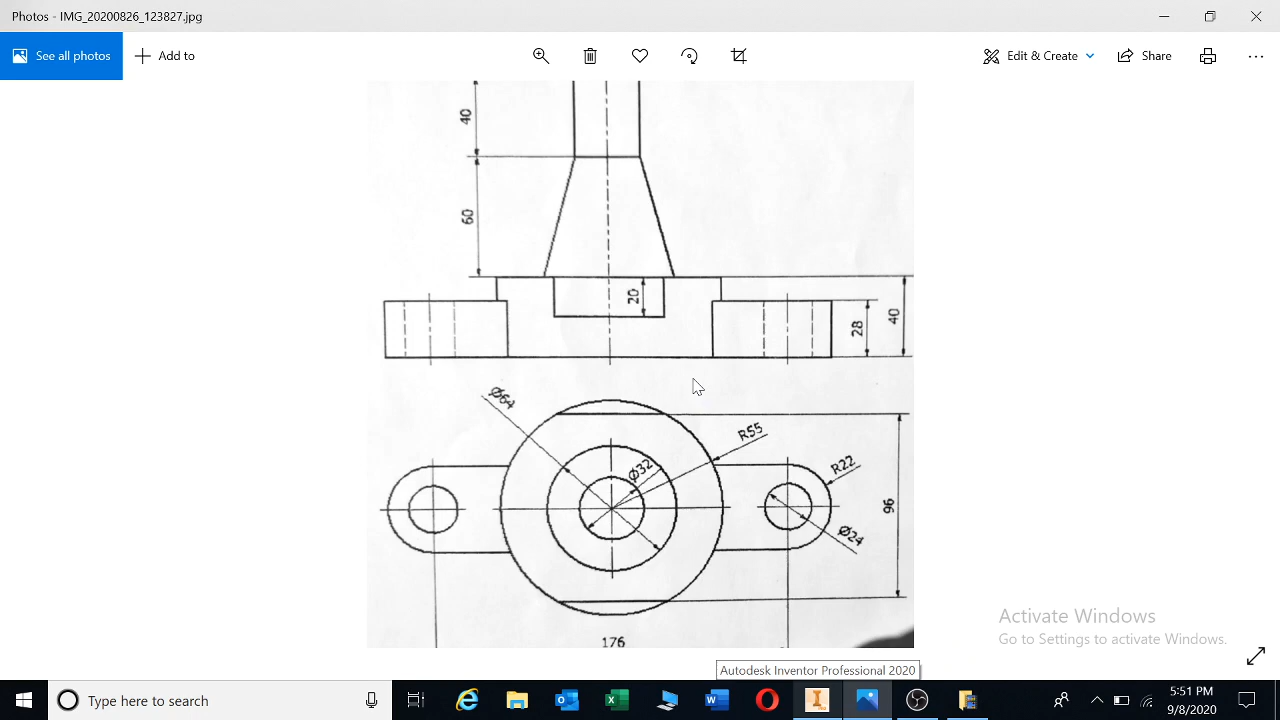 Photos - IMG_20200826_123827.jpg
See all photos
Add to
Edit & Create
Share
40
60
20
28
40
Ø64
R55
Ø32
R22
96
Ø24
176
Activate Windows
Go to Settings to activate Windows.
Autodesk Inventor Professional 2020
Type here to search
5:51 PM
9/8/2020